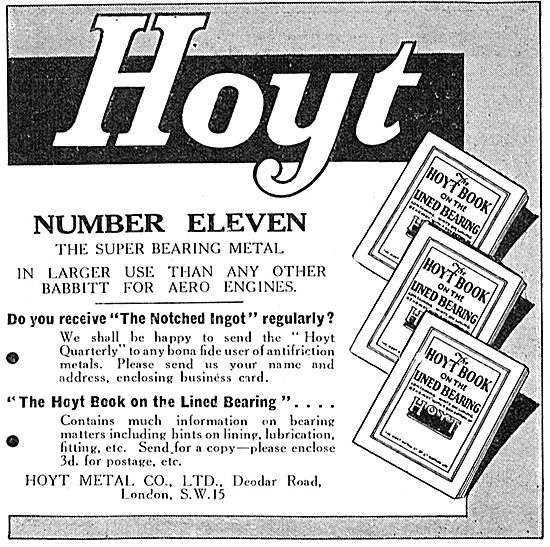 Hoyt
NUMBER ELEVEN
THE SUPER BEARING METAL
IN LARGER USE THAN ANY OTHER
BABBITT FOR AERO ENGINES.
Do you receive "The Notched Ingot" regularly?
We shall be happy to send the "Hoyt
Quarterly" to any bona fide user of antifriction
metals. Please send us your name and
address, enclosing business card.
"The Hoyt Book on the Lined Bearing" . . . .
Contains much information on bearing
matters including hints on lining, lubrication,
fitting, etc. Send for a copy—please enclose
3d. for postage, etc.
HOYT METAL CO., LTD., Deodar Road,
London, S.W.15
The
HOYT BOOK
ON THE
LINED BEARING
The
HOYT BOOK
ON THE
LINED BEARING
The
HOYT BOOK
ON THE
LINED BEARING
HOYT